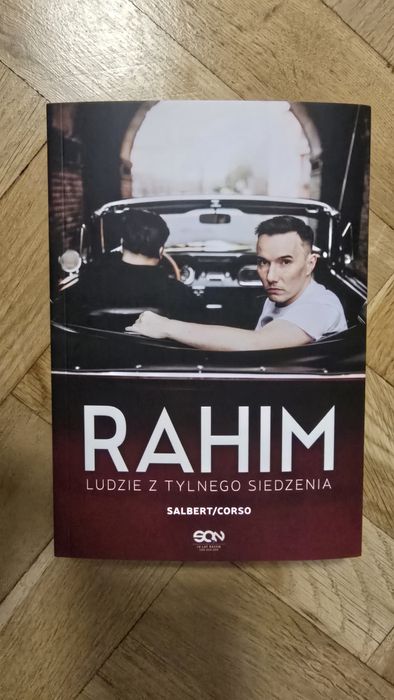 RAHIM
LUDZIE Z TYLNEGO SIEDZENIA
SALBERT/CORSO
SQN